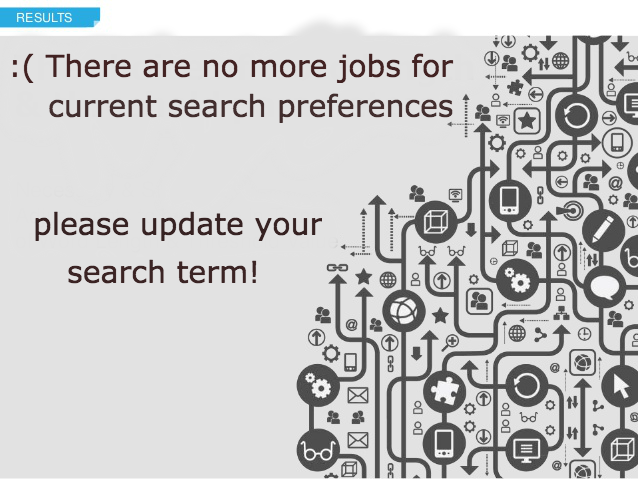 RESULTS
:( There are no more jobs for
current search preferences
please update your
search term!